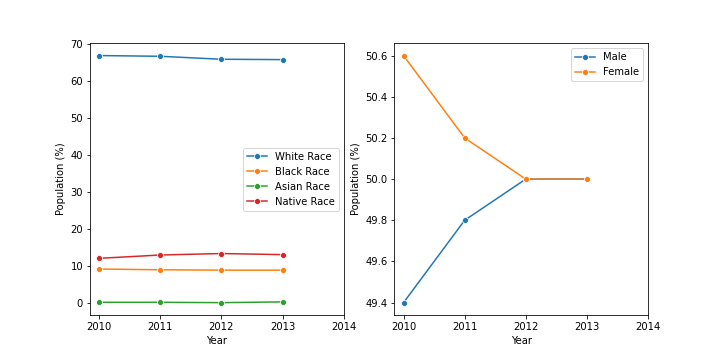 70
60
50
40
30
20
10
0
Population (%)
2010 2011 2012 2013 2014
Year
White Race
Black Race
Asian Race
Native Race
50.6
50.4
50.2
50.0
49.8
49.6
49.4
Population (%)
2010 2011 2012 2013 2014
Year
Male
Female